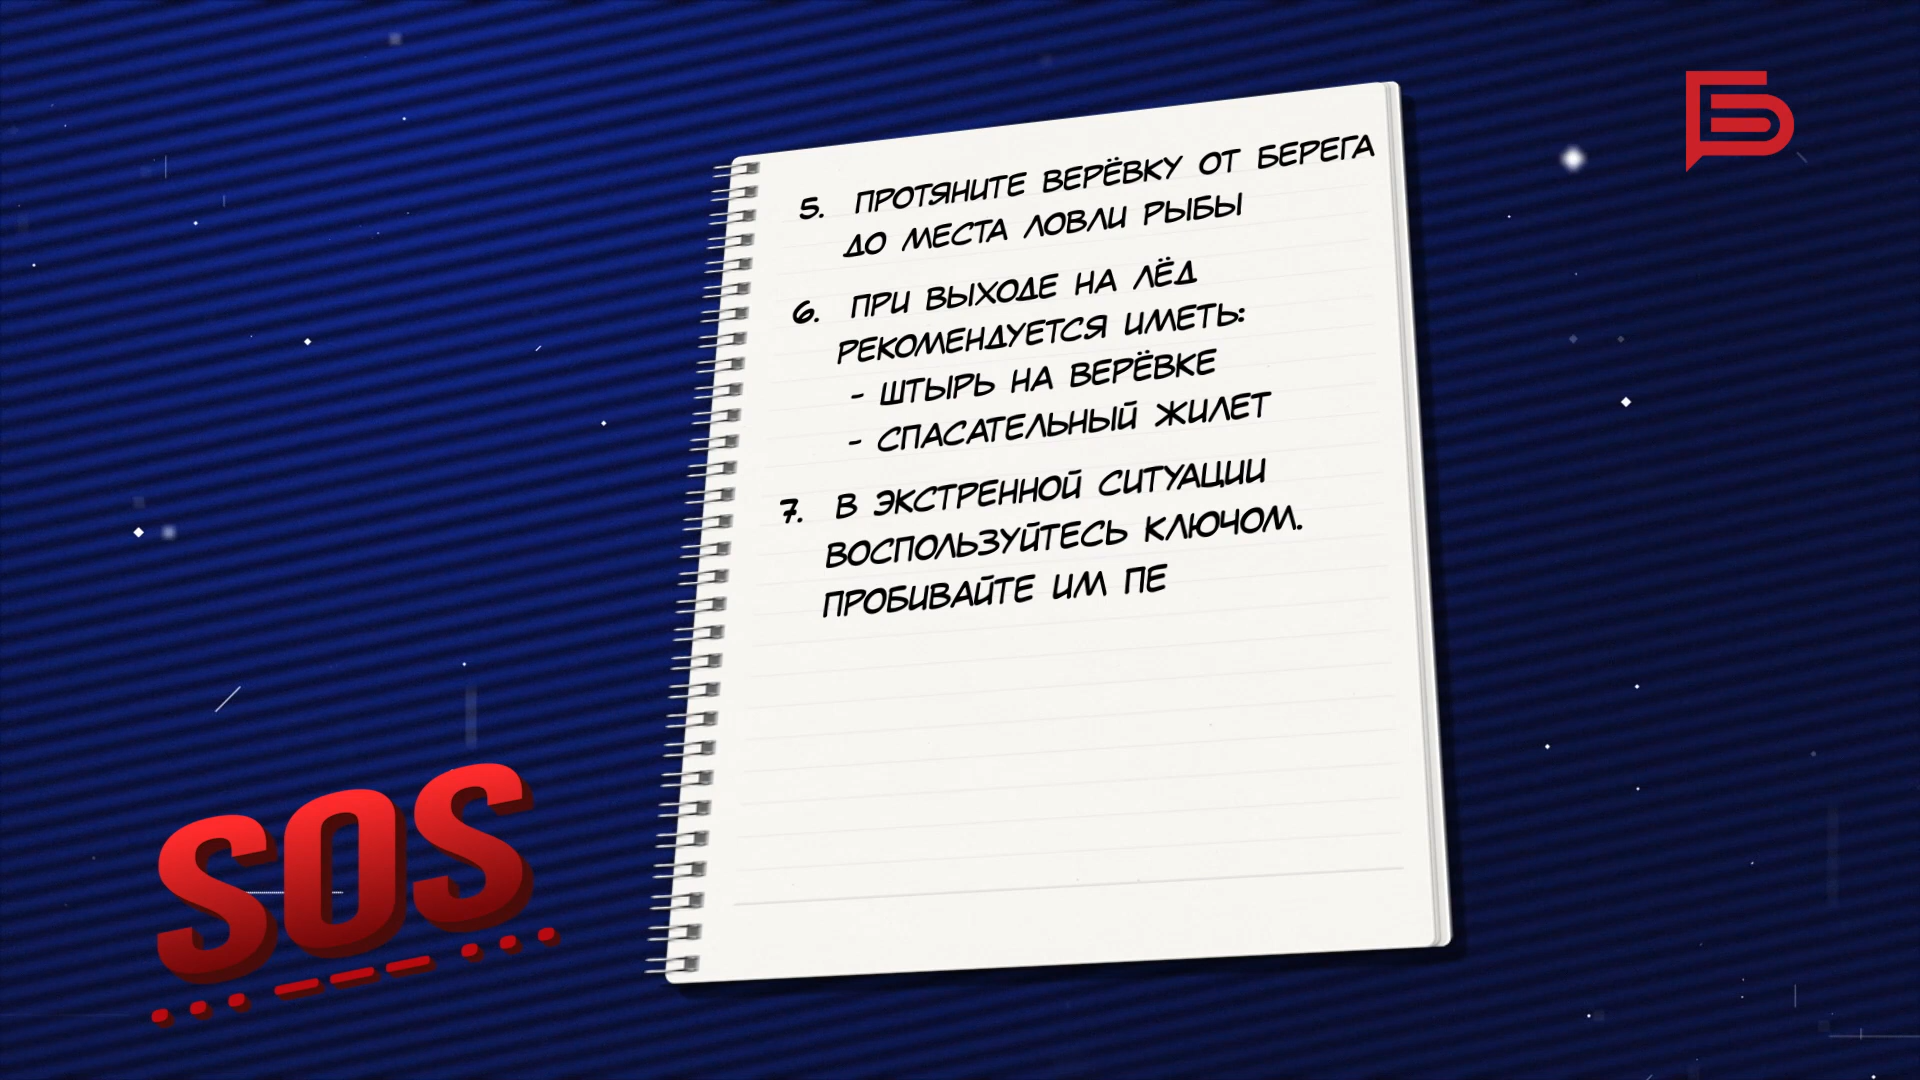 5. ПРОТЯНИТЕ ВЕРЁВКУ ОТ БЕРЕГА
ДО МЕСТА ЛОВЛИ РЫБЫ
6. ПРИ ВЫХОДЕ НА ЛЁД
РЕКОМЕНДУЕТСЯ ИМЕТЬ:
- ШТЫРЬ НА ВЕРЁВКЕ
- СПАСАТЕЛЬНЫЙ ЖИЛЕТ
7. В ЭКСТРЕННОЙ СИТУАЦИИ
ВОСПОЛЬЗУЙТЕСЬ КЛЮЧОМ.
ПРОБИВАЙТЕ ИМ ПЕ
SOS
Б